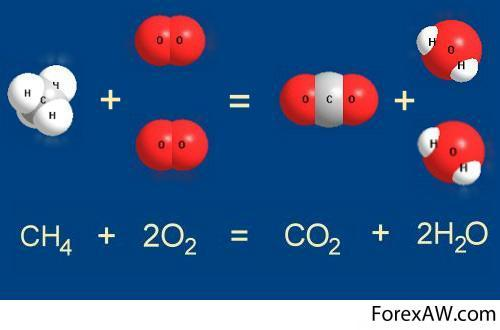 O O O O
H H C H + = O C O + H O H
O O H O H
CH₄ + 2O₂ = CO₂ + 2H₂O
ForexAW.com